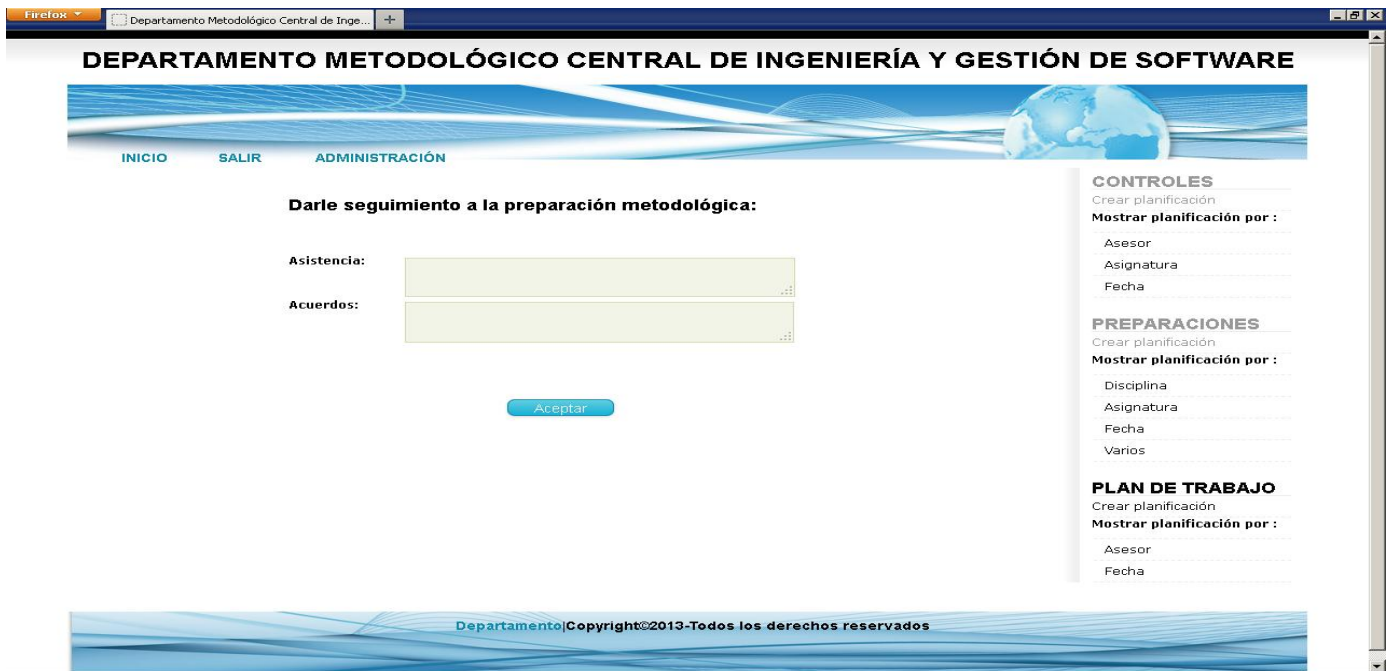 Firefox
Departamento Metodológico Central de Inge...
+
DEPARTAMENTO METODOLÓGICO CENTRAL DE INGENIERÍA Y GESTIÓN DE SOFTWARE
INICIO SALIR ADMINISTRACIÓN
Darle seguimiento a la preparación metodológica:
Asistencia:
Acuerdos:
Aceptar
CONTROLES
Crear planificación
Mostrar planificación por :
Asesor
Asignatura
Fecha
PREPARACIONES
Crear planificación
Mostrar planificación por :
Disciplina
Asignatura
Fecha
Varios
PLAN DE TRABAJO
Crear planificación
Mostrar planificación por :
Asesor
Fecha
Departamento|Copyright©2013-Todos los derechos reservados